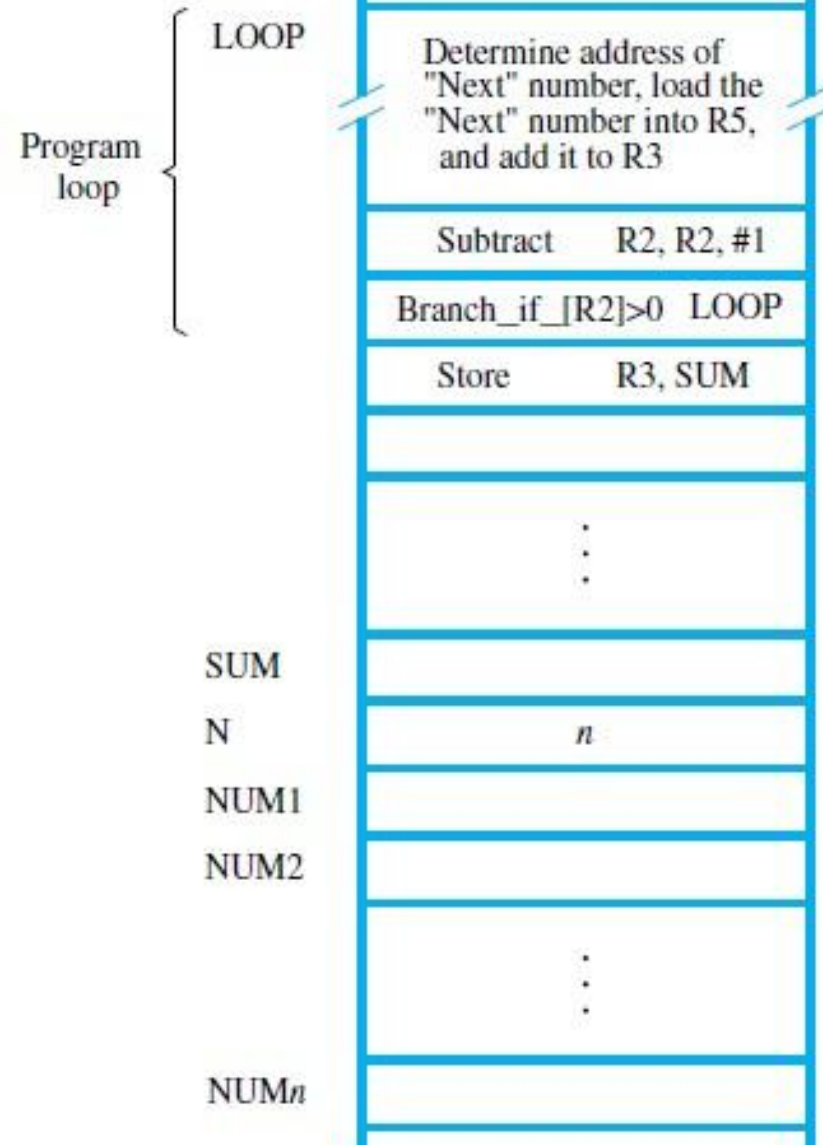 LOOP
Determine address of
"Next" number, load the
"Next" number into R5,
and add it to R3
Program
loop
Subtract R2, R2, #1
Branch_if_[R2]>0 LOOP
Store R3, SUM
SUM
N n
NUM1
NUM2
NUMn